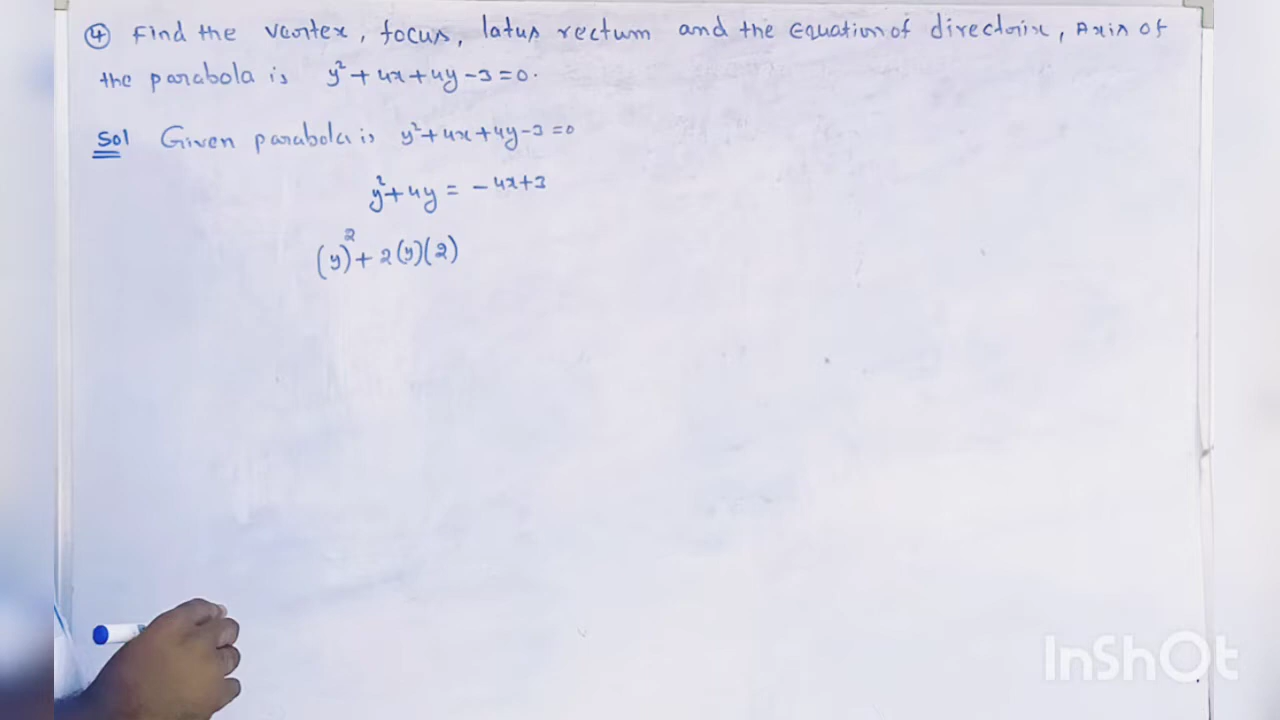 ④ Find the vertex, focus, latus rectum and the Equation of directrix, Axis of
the parabola is y²+4x+4y-3=0.
Sol Given parabola is y²+4x+4y-3=0
y²+4y = -4x+3
(y)²+2(y)(2)
InShOt